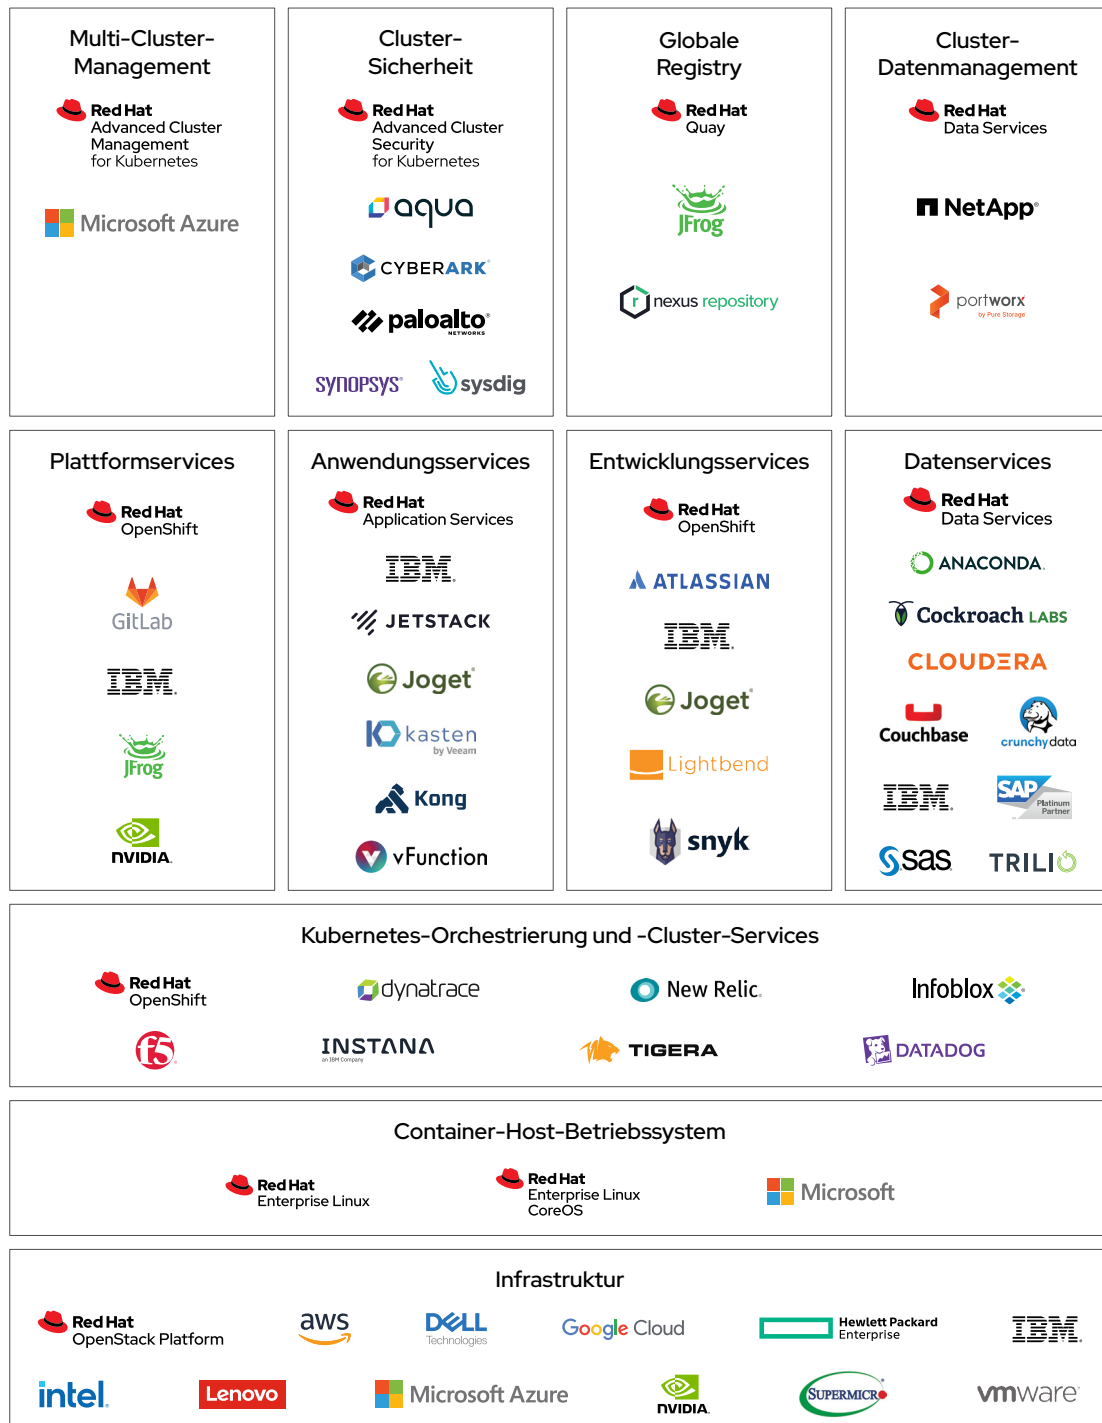 Multi-Cluster-
Management
Red Hat
Advanced Cluster
Management
for Kubernetes
Microsoft Azure
Cluster-
Sicherheit
Red Hat
Advanced Cluster
Security
for Kubernetes
aqua
CYBERARK®
paloalto®
NETWORKS
SYNOPSYS®
sysdig
Globale
Registry
Red Hat
Quay
JFrog
nexus repository
Cluster-
Datenmanagement
Red Hat
Data Services
NetApp®
portworx
by Pure Storage
Plattformservices
Red Hat
OpenShift
GitLab
IBM®
JFrog
NVIDIA.
Anwendungsservices
Red Hat
Application Services
IBM®
JETSTACK
Joget®
kasten
by Veeam
Kong
vFunction
Entwicklungsservices
Red Hat
OpenShift
ATLASSIAN
IBM®
Joget®
Lightbend
snyk
Datenservices
Red Hat
Data Services
ANACONDA.
Cockroach LABS
CLOUDERA
Couchbase
crunchydata
IBM®
SAP
Platinum
Partner
sas
TRILIO
Kubernetes-Orchestrierung und -Cluster-Services
Red Hat
OpenShift
dynatrace
New Relic.
Infoblox
f5
INSTANA
an IBM Company
TIGERA
DATADOG
Container-Host-Betriebssystem
Red Hat
Enterprise Linux
Red Hat
Enterprise Linux
CoreOS
Microsoft
Infrastruktur
Red Hat
OpenStack Platform
aws
DELL
Technologies
Google Cloud
Hewlett Packard
Enterprise
IBM®
intel.
Lenovo
Microsoft Azure
NVIDIA.
SUPERMICRO
vmware®